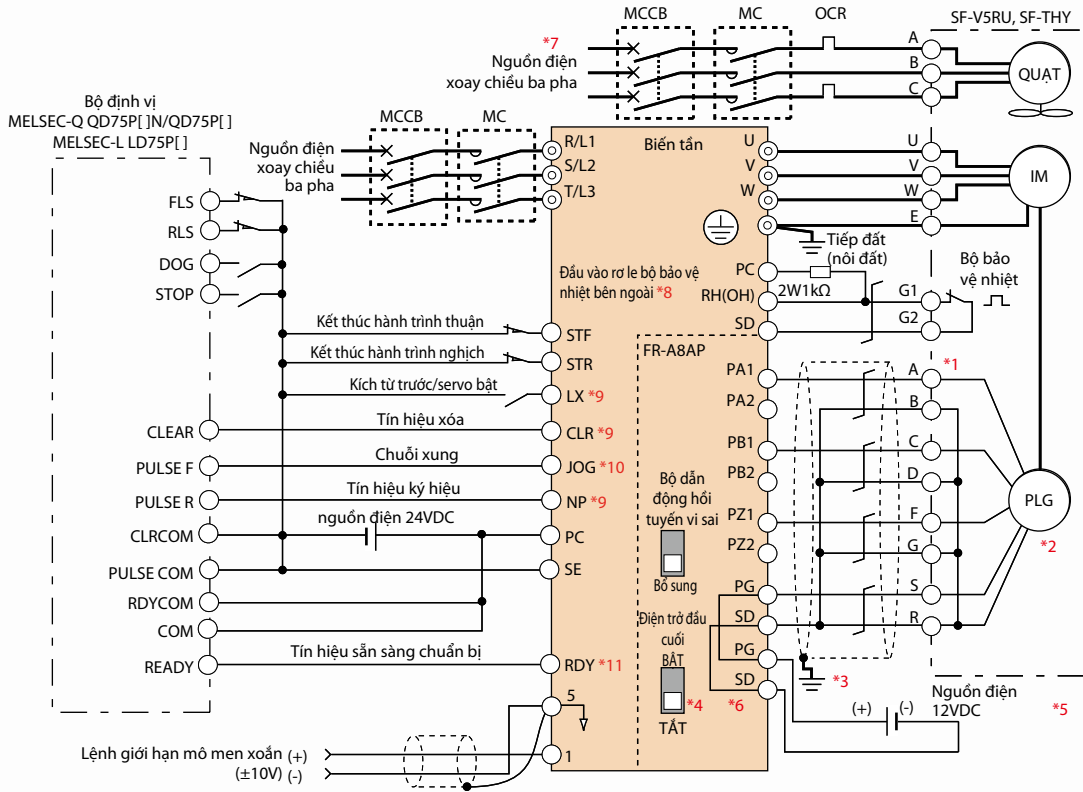 MCCB
MC
OCR
SF-V5RU, SF-THY
*7
Nguồn điện
xoay chiều ba pha
A
B
C
QUẠT
Bộ định vị
MELSEC-Q QD75P[ ]N/QD75P[ ]
MELSEC-L LD75P[ ]
MCCB
MC
Nguồn điện
xoay chiều
ba pha
R/L1
S/L2
T/L3
Biến tần
U
V
W
U
V
W
E
IM
Tiếp đất
(nôi đất)
FLS
RLS
DOG
STOP
Đầu vào rơ le bộ bảo vệ
nhiệt bên ngoài *8
PC
RH(OH)
SD
2W1kΩ
G1
G2
Bộ bảo
vệ nhiệt
Kết thúc hành trình thuận
STF
Kết thúc hành trình nghịch
STR
Kích từ trước/servo bật
LX *9
CLEAR
Tín hiệu xóa
CLR *9
PULSE F
Chuỗi xung
JOG *10
PULSE R
Tín hiệu ký hiệu
NP *9
CLRCOM
nguồn điện 24VDC
PC
PULSE COM
SE
RDYCOM
COM
READY
Tín hiệu sẵn sàng chuẩn bị
RDY *11
5
1
Lệnh giới hạn mô men xoắn (+)
(±10V) (-)
FR-A8AP
PA1
PA2
PB1
PB2
PZ1
PZ2
PG
SD
PG
SD
Bộ dẫn
động hồi
tuyến vi sai
Bổ sung
Điện trở đầu
cuối
BẬT
*4
TẮT
*6
A
*1
B
C
D
F
G
S
R
PLG
*2
*3
(+)
(-)
Nguồn điện
12VDC
*5